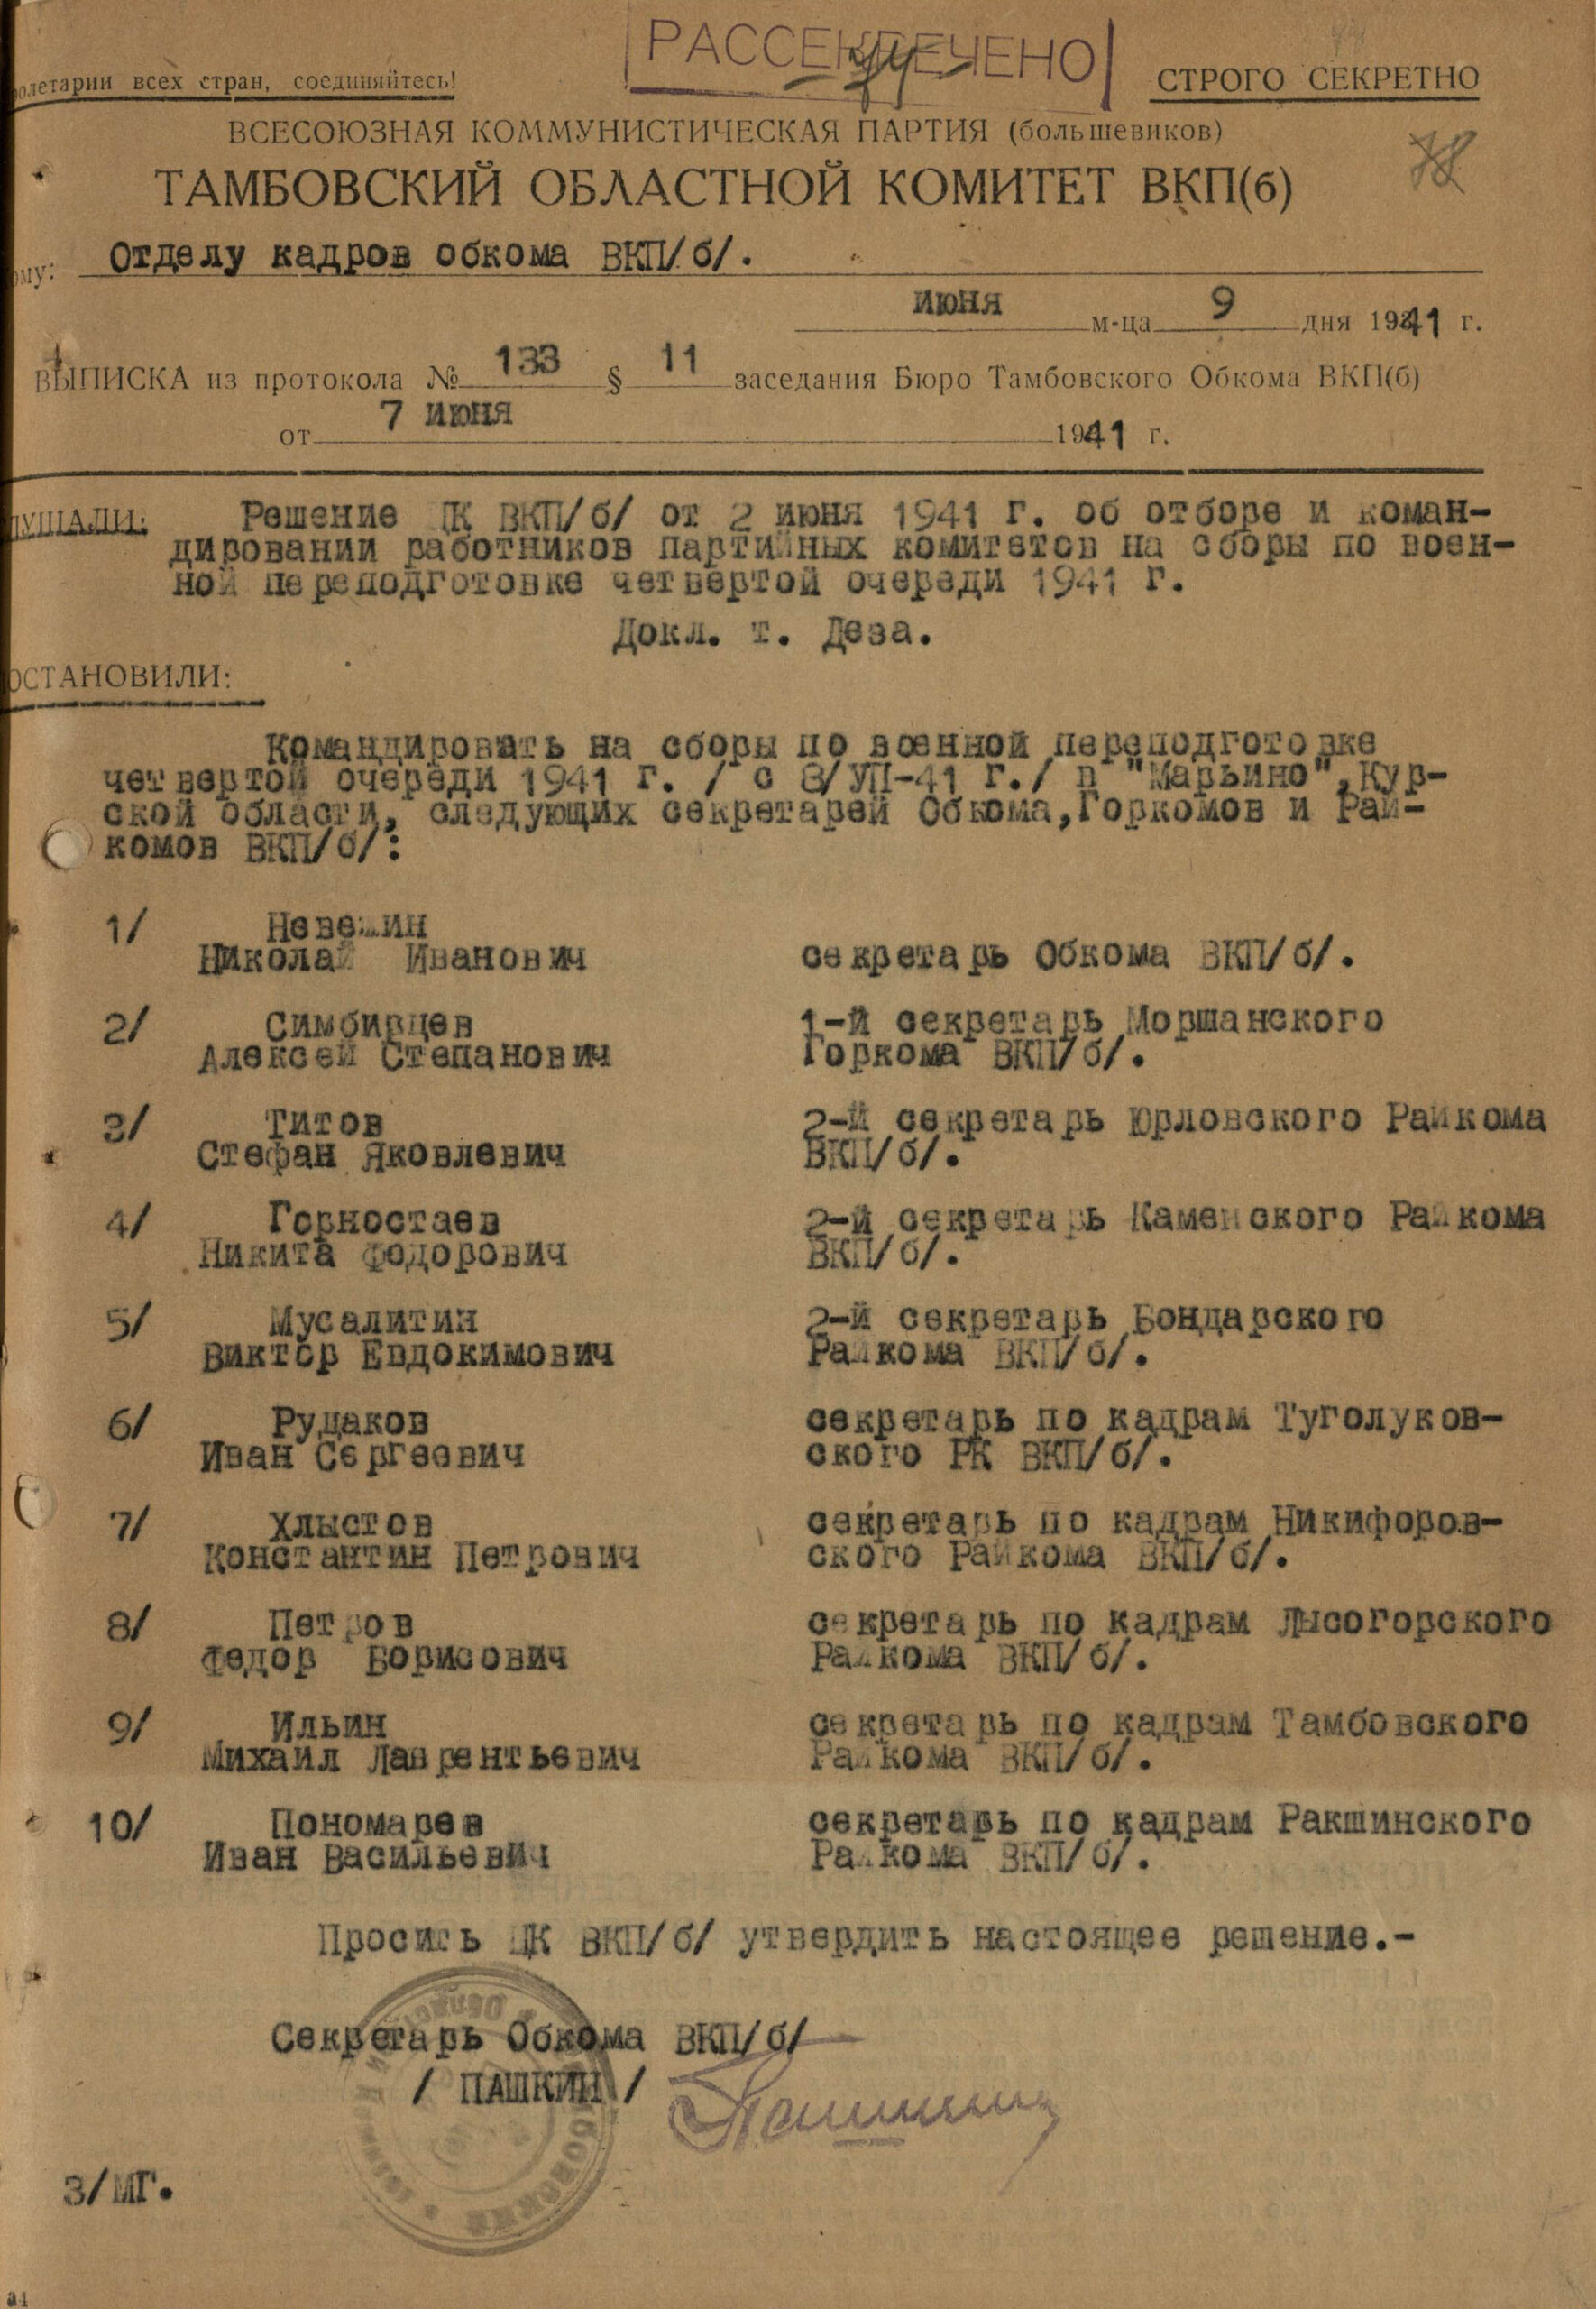 РАССЕКРЕЧЕНО
олетарии всех стран, соединяйтесь!
СТРОГО СЕКРЕТНО
ВСЕСОЮЗНАЯ КОММУНИСТИЧЕСКАЯ ПАРТИЯ (большевиков)
78
ТАМБОВСКИЙ ОБЛАСТНОЙ КОМИТЕТ ВКП(б)
ому: Отделу кадров обкома ВКП/б/.
июня м-ца 9 дня 1941 г.
ВЫПИСКА из протокола № 133 § 11 заседания Бюро Тамбовского Обкома ВКП(б)
от 7 июня 1941 г.
ЛУШАЛИ: Решение ЦК ВКП/б/ от 2 июня 1941 г. об отборе и коман-
дировании работников партийных комитетов на сборы по воен-
ной переподготовке четвертой очереди 1941 г.
Докл. т. Деза.
ОСТАНОВИЛИ:
Командировать на сборы по военной переподготовке
четвертой очереди 1941 г. / с 8/УП-41 г./ п "Марьино", Кур-
ской области, следующих секретарей Обкома, Горкомов и Рай-
комов ВКП/б/:
1/ Невежин
Николай Иванович секретарь Обкома ВКП/б/.
2/ Симбирцев 1-й секретарь Моршанского
Алексей Степанович Горкома ВКП/б/.
3/ Титов 2-й секретарь Юрловского Райкома
Стефан Яковлевич ВКП/б/.
4/ Горностаев 2-й секретарь Каменского Райкома
Никита Федорович ВКП/б/.
5/ Мусалитин 2-й секретарь Бондарского
Виктор Евдокимович Райкома ВКП/б/.
6/ Рудаков секретарь по кадрам Туголуков-
Иван Сергеевич ского РК ВКП/б/.
7/ Хлыстов секретарь по кадрам Никифоров-
Константин Петрович ского Райкома ВКП/б/.
8/ Петров секретарь по кадрам Лысогорского
Федор Борисович Райкома ВКП/б/.
9/ Ильин секретарь по кадрам Тамбовского
Михаил Лаврентьевич Райкома ВКП/б/.
10/ Пономарев секретарь по кадрам Ракшинского
Иван Васильевич Райкома ВКП/б/.
Просить ЦК ВКП/б/ утвердить настоящее решение.-
Секретарь Обкома ВКП/б/
/ ПАШКИН /
3/МГ.